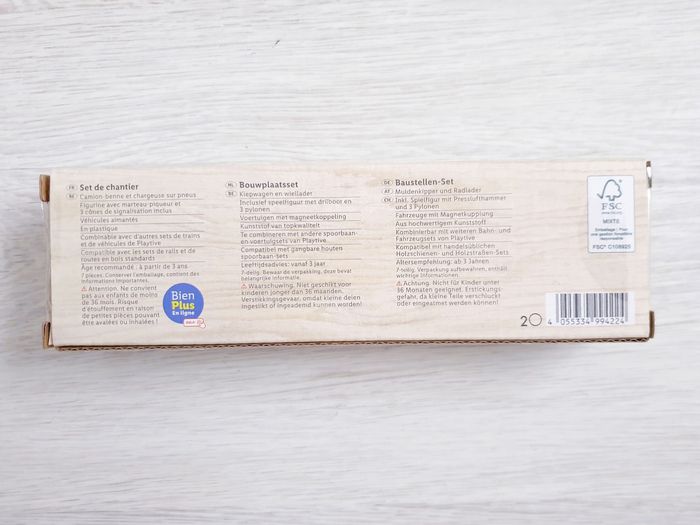 FR Set de chantier
BE Camion-benne et chargeuse sur pneus
Figurine avec marteau-piqueur et
3 cônes de signalisation inclus
Véhicules aimantés
En plastique
Combinable avec d'autres sets de trains
et de véhicules de Playtive
Compatible avec les sets de rails et de
routes en bois standards
Âge recommandé : à partir de 3 ans
7 pièces. Conserver l'emballage, contient des
informations importantes.
⚠ Attention. Ne convient
pas aux enfants de moins
de 36 mois. Risque
d'étouffement en raison
de petites pièces pouvant
être avalées ou inhalées !
Bien
Plus
En ligne
NL Bouwplaatsset
BE Kiepwagen en wiellader
Inclusief speelfiguur met drilboor en
3 pylonen
Voertuigen met magneetkoppeling
Kunststof van topkwaliteit
Te combineren met andere spoorbaan-
en voertuigsets van Playtive
Compatibel met gangbare houten
spoorbaan-sets
Leeftijdsadvies: vanaf 3 jaar
7-delig. Bewaar de verpakking, deze bevat
belangrijke informatie.
⚠ Waarschuwing. Niet geschikt voor
kinderen jonger dan 36 maanden.
Verstikkingsgevaar, omdat kleine delen
ingeslikt of ingeademd kunnen worden!
DE Baustellen-Set
AT Muldenkipper und Radlader
CH Inkl. Spielfigur mit Presslufthammer
und 3 Pylonen
Fahrzeuge mit Magnetkupplung
Aus hochwertigem Kunststoff
Kombinierbar mit weiteren Bahn- und
Fahrzeugsets von Playtive
Kompatibel mit handelsüblichen
Holzschienen- und Holzstraßen-Sets
Altersempfehlung: ab 3 Jahren
7-teilig. Verpackung aufbewahren, enthält
wichtige Informationen.
⚠ Achtung. Nicht für Kinder unter
36 Monaten geeignet. Erstickungs-
gefahr, da kleine Teile verschluckt
oder eingeatmet werden können!
FSC
www.fsc.org
MIXTE
Emballage | Pour
une gestion forestière
responsable
FSC® C108925
2
4 055334 994224